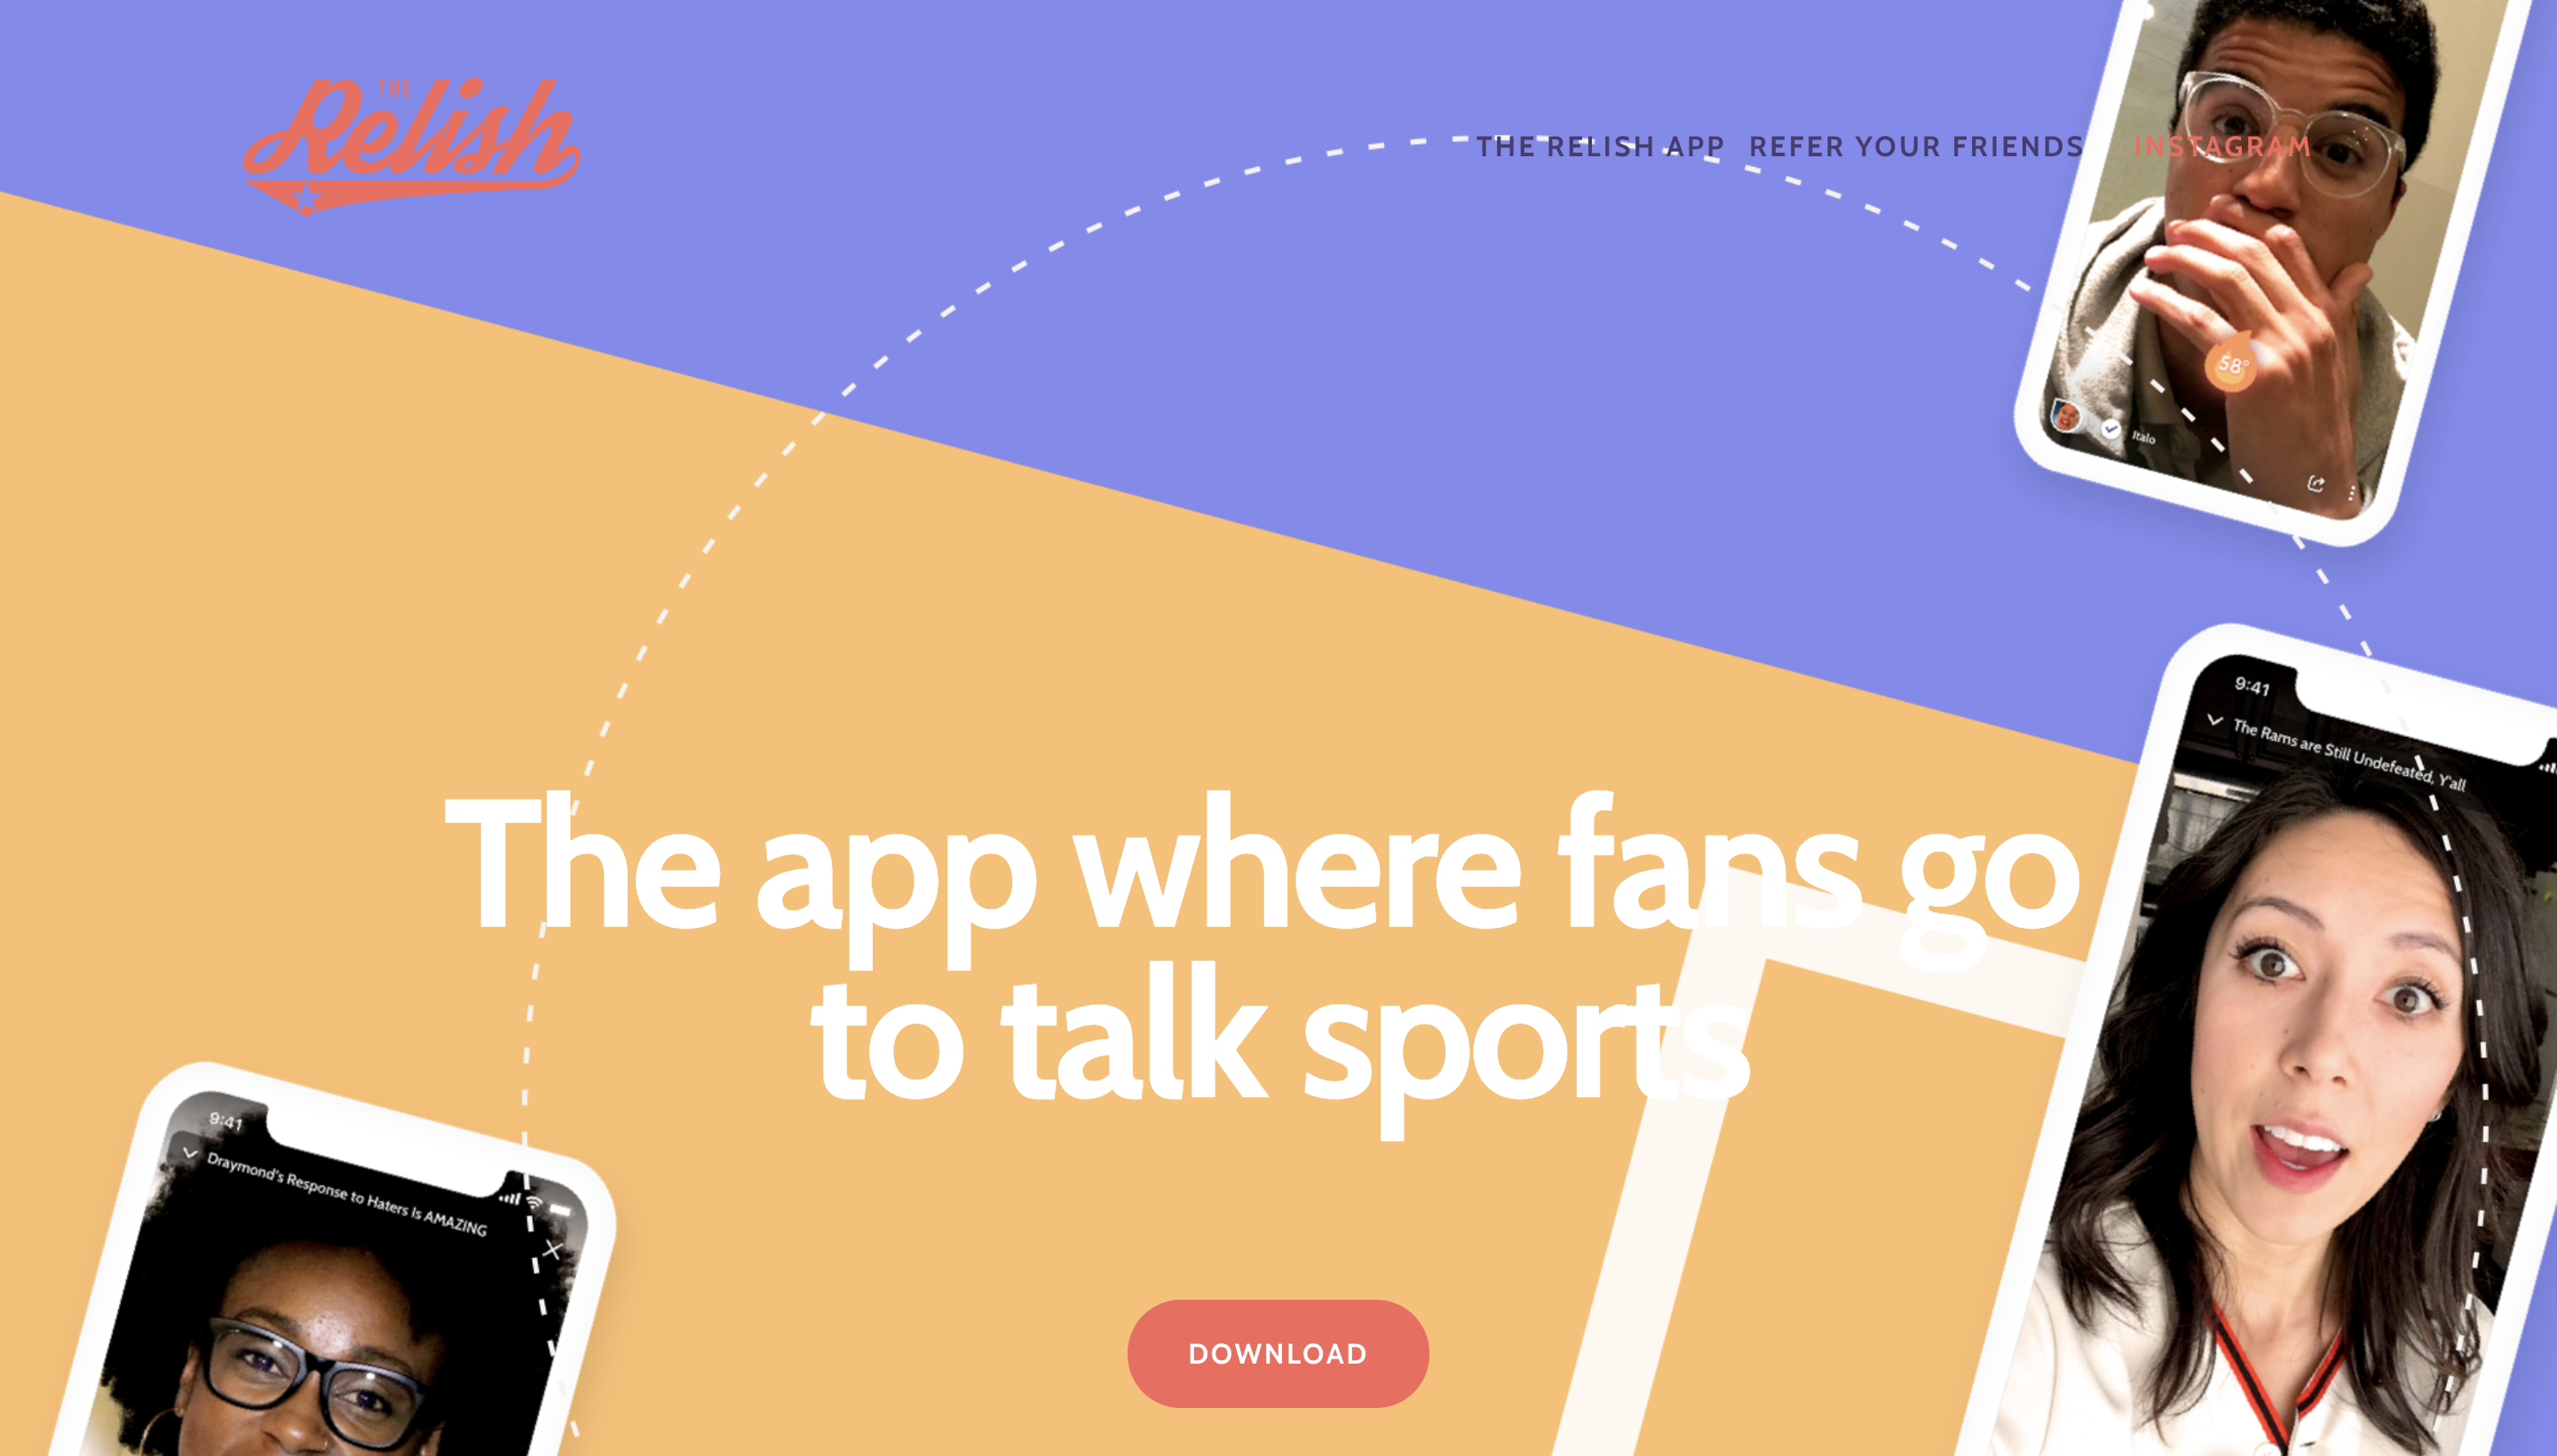 THE
Relish
THE RELISH APP REFER YOUR FRIENDS INSTAGRAM
58°
Italo
9:41
The Rams are Still Undefeated, Y'all
The app where fans go
to talk sports
9:41
Draymond's Response to Haters Is AMAZING
DOWNLOAD